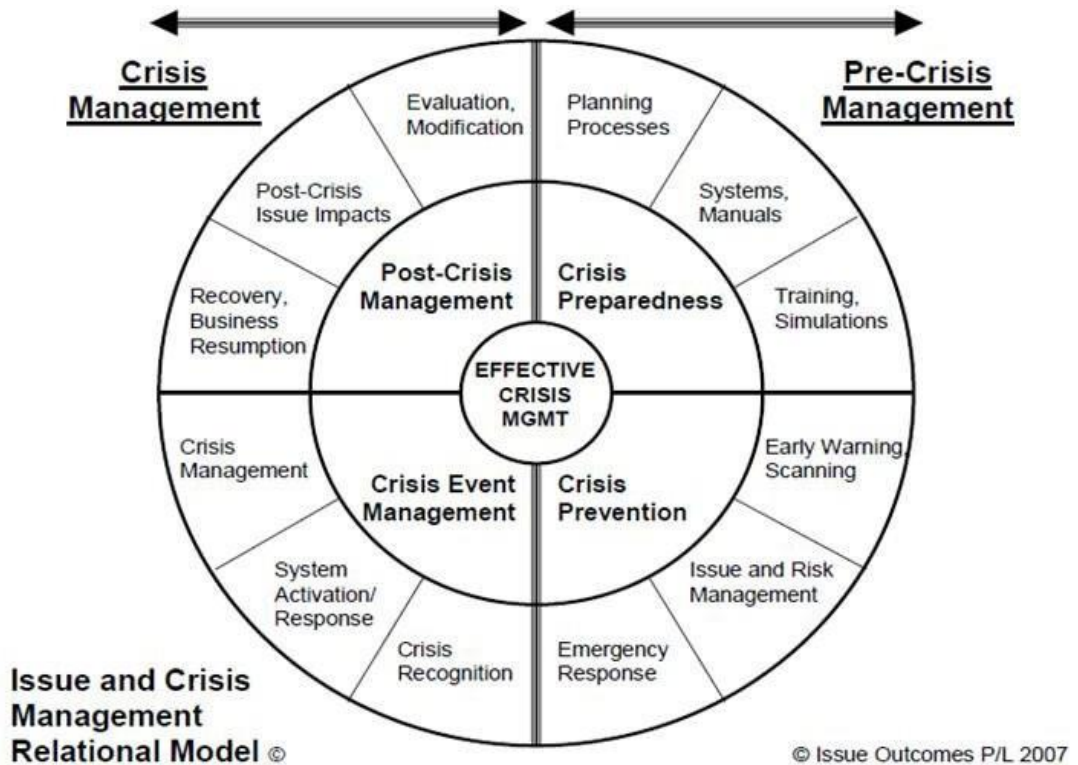 Crisis
Management
Pre-Crisis
Management
Evaluation,
Modification
Planning
Processes
Post-Crisis
Issue Impacts
Systems,
Manuals
Recovery,
Business
Resumption
Training,
Simulations
Post-Crisis
Management
Crisis
Preparedness
EFFECTIVE
CRISIS
MGMT
Crisis
Management
Early Warning,
Scanning
Crisis Event
Management
Crisis
Prevention
System
Activation/
Response
Issue and Risk
Management
Crisis
Recognition
Emergency
Response
Issue and Crisis
Management
Relational Model ©
© Issue Outcomes P/L 2007